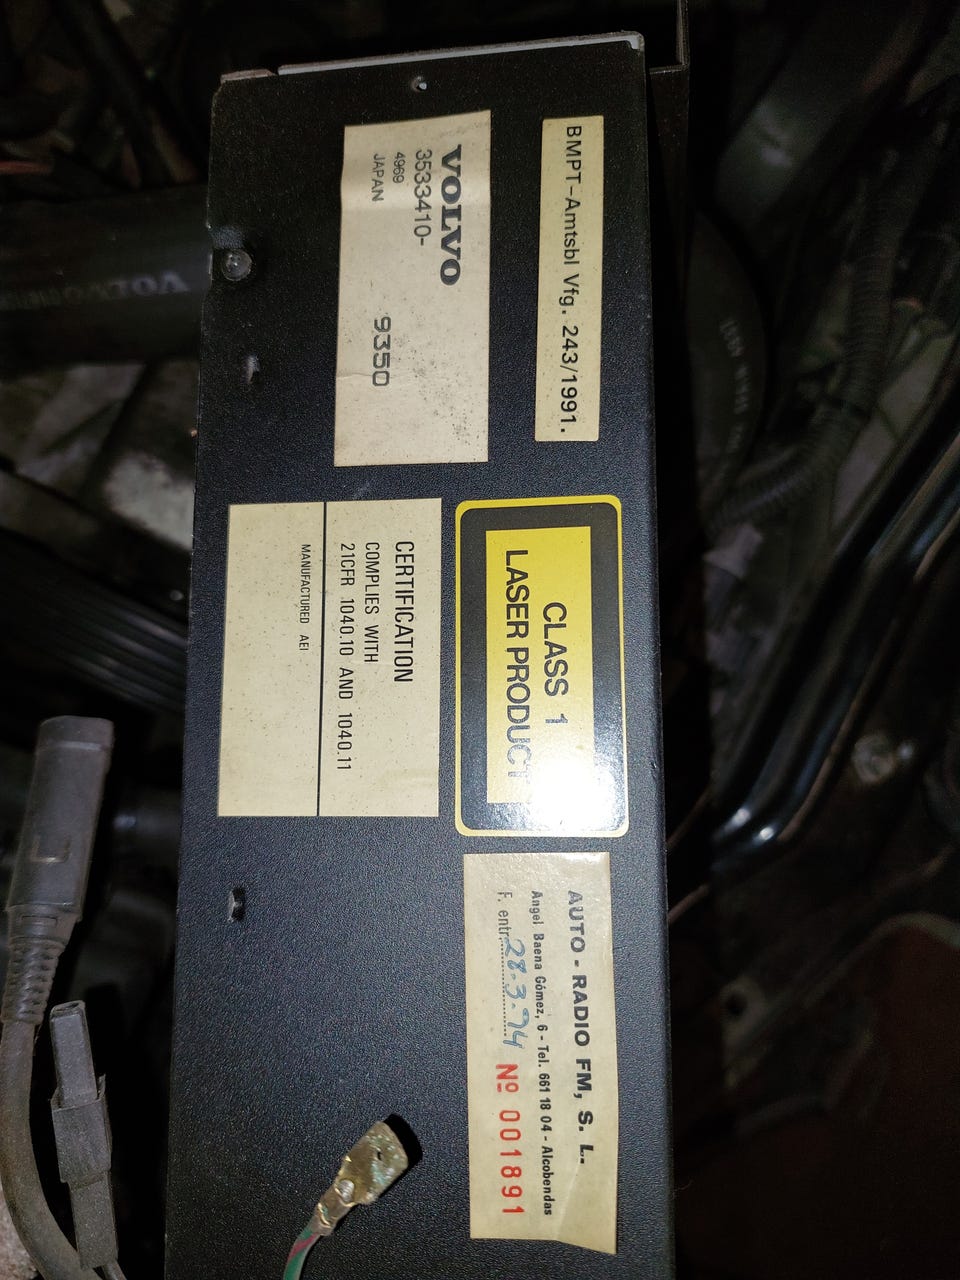 BMPT-Amtsbl Vfg. 243/1991.
VOLVO
3533410-
4969
JAPAN
9350
CLASS 1
LASER PRODUCT
CERTIFICATION
COMPLIES WITH
21CFR 1040.10 AND 1040.11
MANUFACTURED AEI
AUTO - RADIO FM, S. L.
Angel Baena Gómez, 6 - Tel. 661 18 04 - Alcobendas
F. entr. 28.3.94 Nº 001891
VOLVO